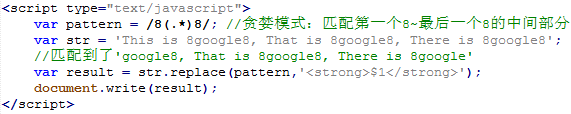 <script type="text/javascript">
var pattern = /8(.*)8/; //贪婪模式：匹配第一个8~最后一个8的中间部分
var str = 'This is 8google8, That is 8google8, There is 8google8';
//匹配到了'google8, That is 8google8, There is 8google'
var result = str.replace(pattern,'<strong>$1</strong>');
document.write(result);
</script>